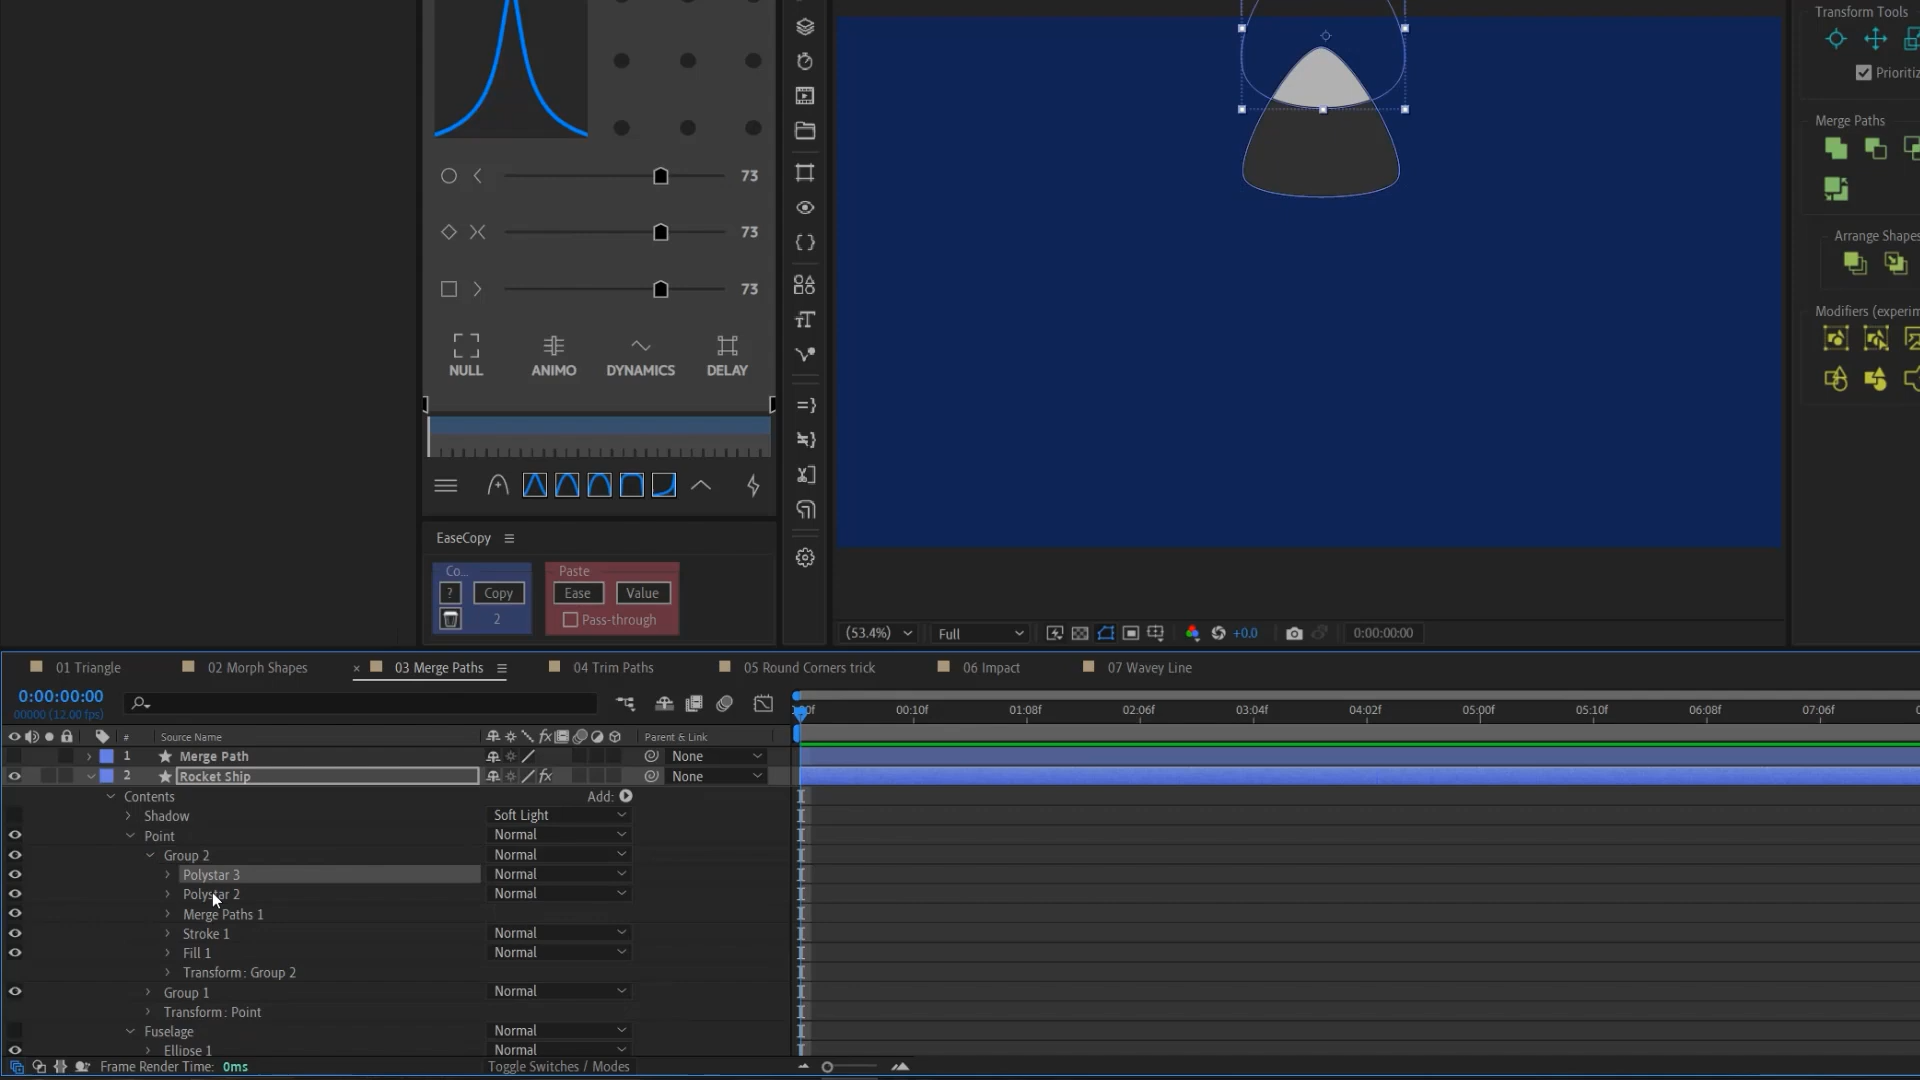 Transform Tools
Merge Paths
73
73
Arrange Shapes
73
NULL
ANIMO
DYNAMICS
DELAY
EaseCopy
Co...
?
Copy
2
Paste
Ease
Value
Pass-through
(53.4%)
Full
+0.0
0:00:00:00
01 Triangle
02 Morph Shapes
× 03 Merge Paths
04 Trim Paths
05 Round Corners trick
06 Impact
07 Wavey Line
0:00:00:00
00000 (12.00 fps)
00:10f
01:08f
02:06f
03:04f
04:02f
05:00f
05:10f
06:08f
07:06f
#
Source Name
fx
Parent & Link
1
Merge Path
None
2
Rocket Ship
fx
None
Contents
Add:
Shadow
Soft Light
Point
Normal
Group 2
Normal
Polystar 3
Normal
Polystar 2
Normal
Merge Paths 1
Stroke 1
Normal
Fill 1
Normal
Transform: Group 2
Group 1
Normal
Transform: Point
Fuselage
Normal
Ellipse 1
Normal
Frame Render Time: 0ms
Toggle Switches / Modes